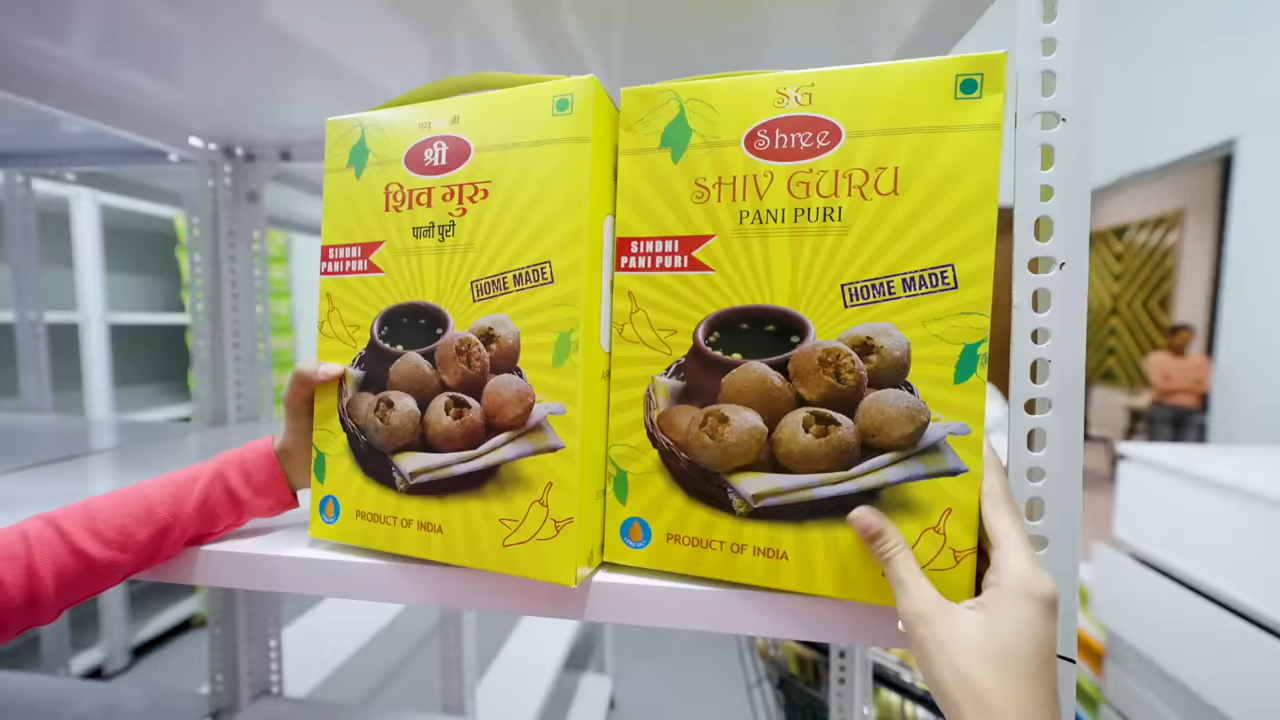 श्री
शिव गुरु
पानी पुरी
SINDHI
PANI PURI
HOME MADE
PRODUCT OF INDIA
SG
Shree
SHIV GURU
PANI PURI
SINDHI
PANI PURI
HOME MADE
PRODUCT OF INDIA